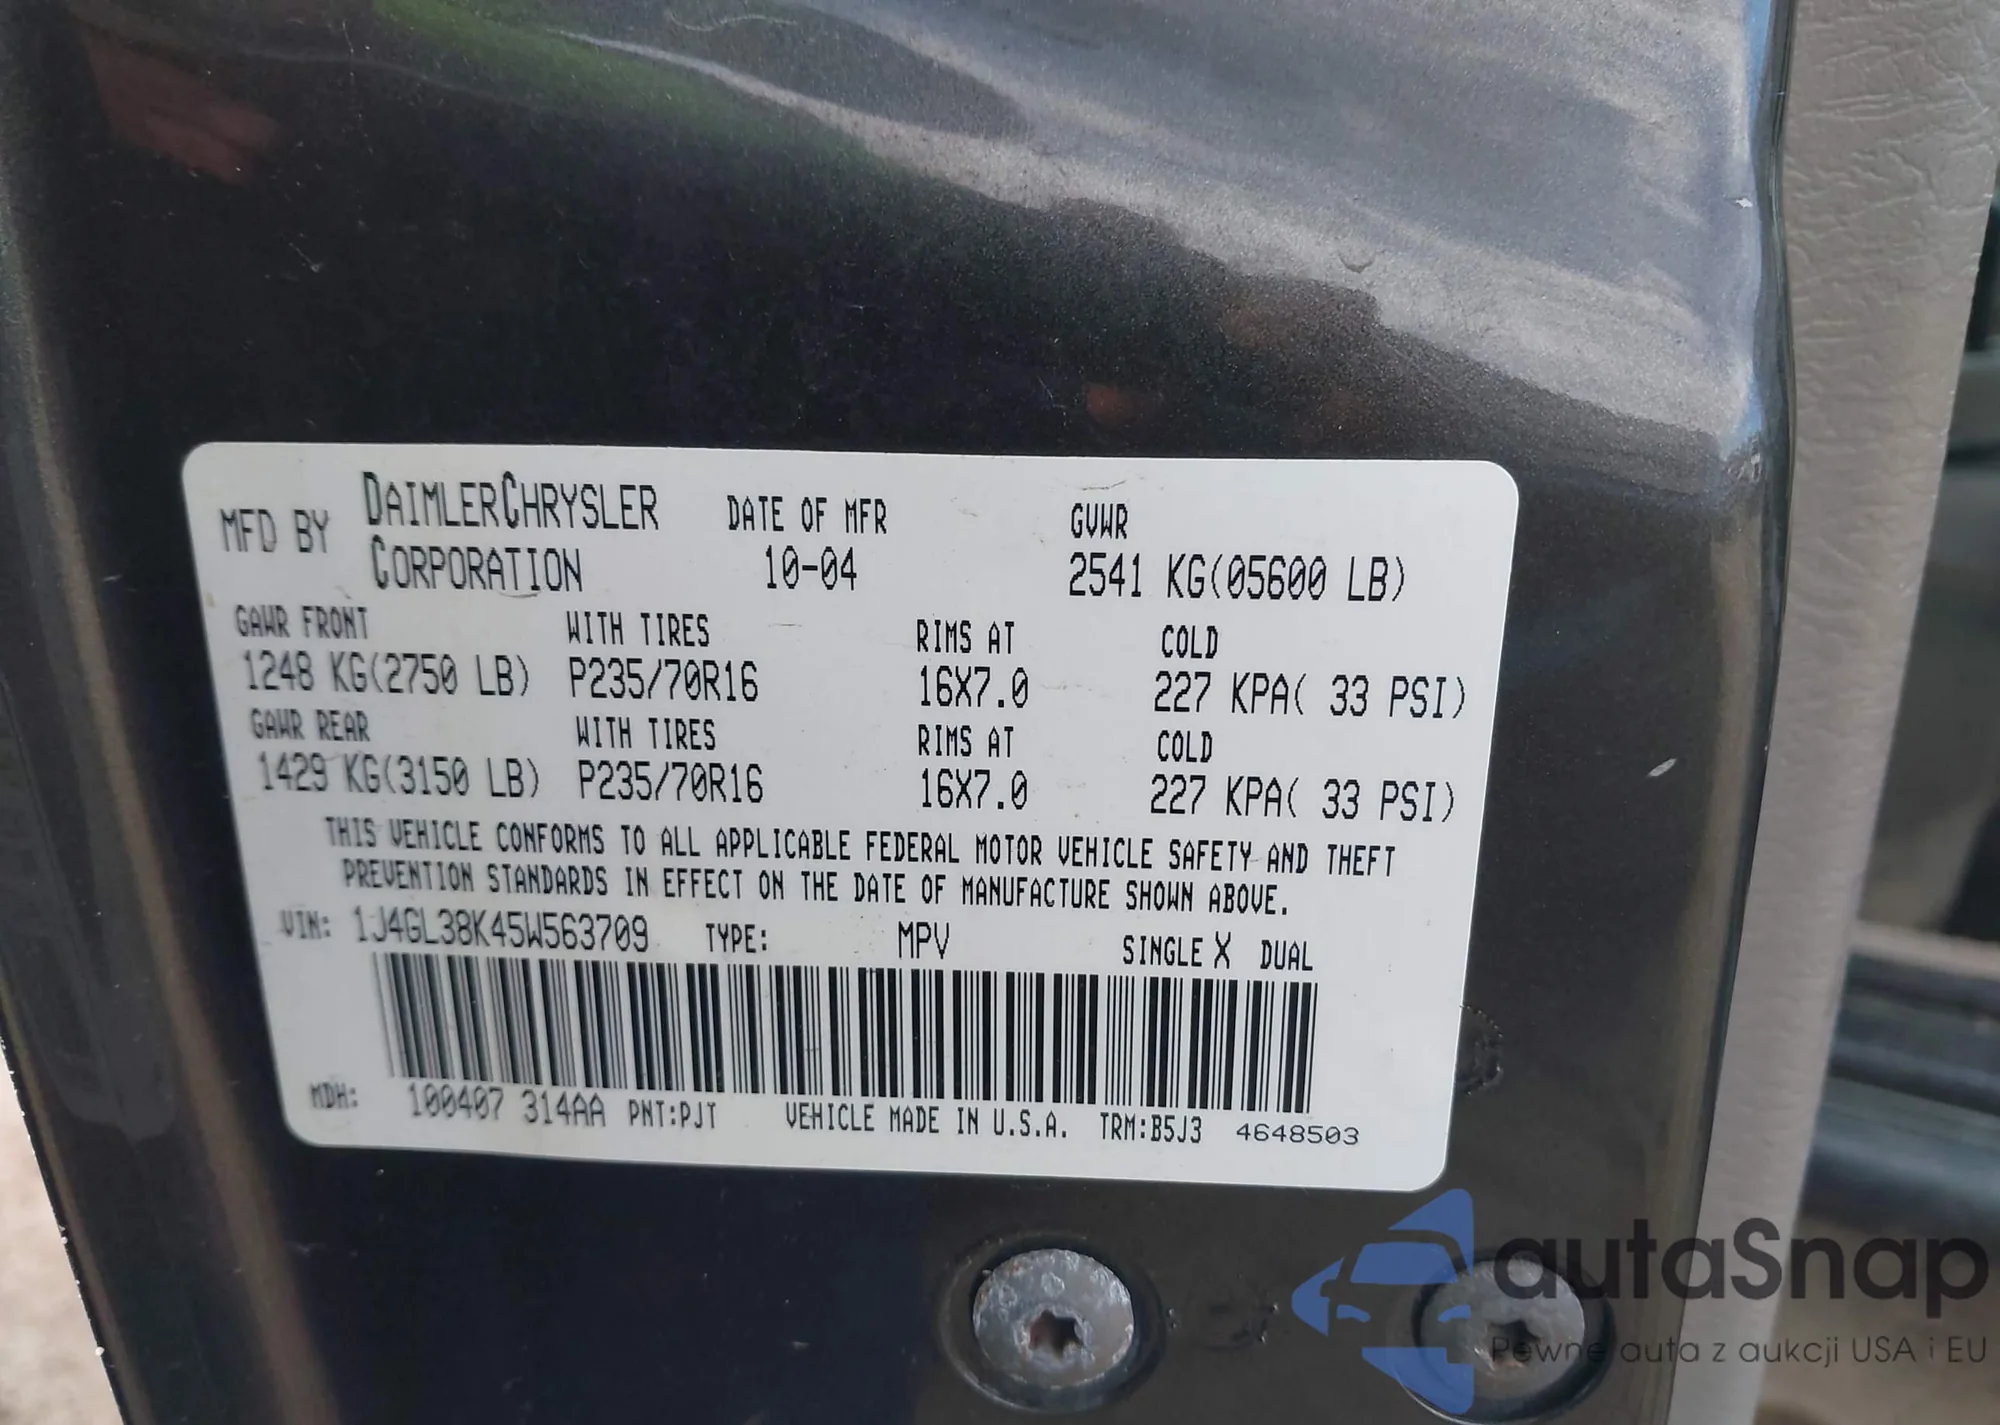 MFD BY DAIMLERCHRYSLER CORPORATION DATE OF MFR 10-04 GVWR 2541 KG(05600 LB)
GAWR FRONT WITH TIRES RIMS AT COLD
1248 KG(2750 LB) P235/70R16 16X7.0 227 KPA( 33 PSI)
GAWR REAR WITH TIRES RIMS AT COLD
1429 KG(3150 LB) P235/70R16 16X7.0 227 KPA( 33 PSI)
THIS VEHICLE CONFORMS TO ALL APPLICABLE FEDERAL MOTOR VEHICLE SAFETY AND THEFT
PREVENTION STANDARDS IN EFFECT ON THE DATE OF MANUFACTURE SHOWN ABOVE.
VIN: 1J4GL38K45W563709 TYPE: MPV SINGLE X DUAL
MDH: 100407 314AA PNT:PJT VEHICLE MADE IN U.S.A. TRM:B5J3 4648503
autaSnap
Pewne auta z aukcji USA i EU